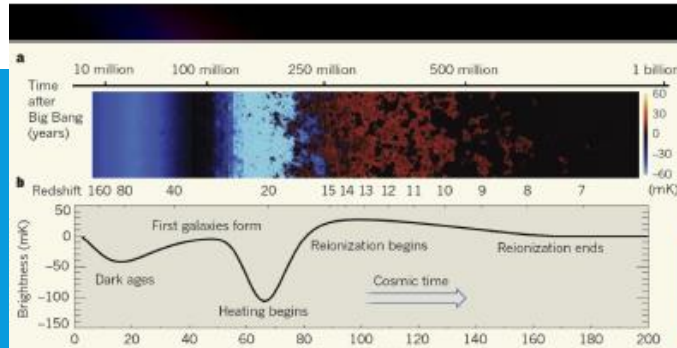 a
10 million 100 million 250 million 500 million 1 billion
Time
after
Big Bang
(years)
60
30
0
−30
−60
(mK)
Redshift 160 80 40 20 15 14 13 12 11 10 9 8 7
b
Brightness (mK)
50
0
−50
−100
−150
First galaxies form
Reionization begins
Reionization ends
Dark ages
Cosmic time
Heating begins
0 20 40 60 80 100 120 140 160 180 200